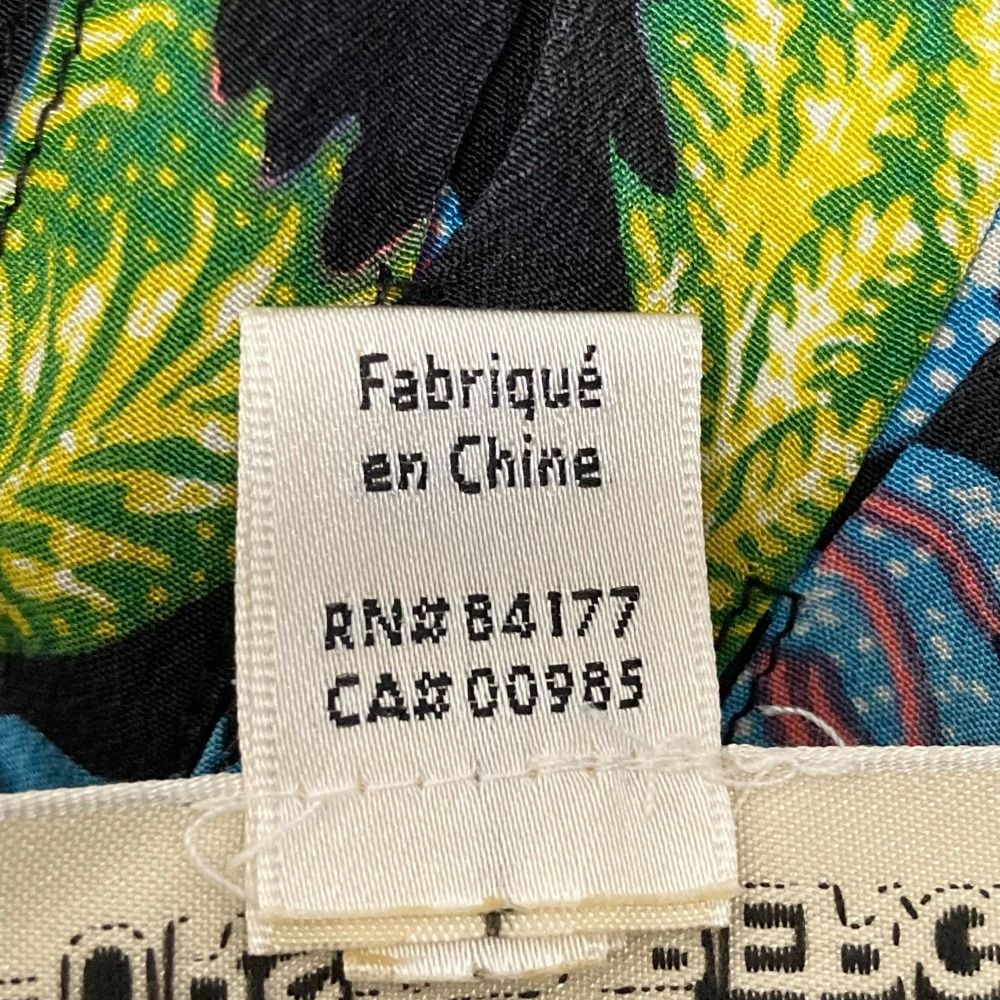 Fabriqué
en Chine
RN# 84177
CA# 00985